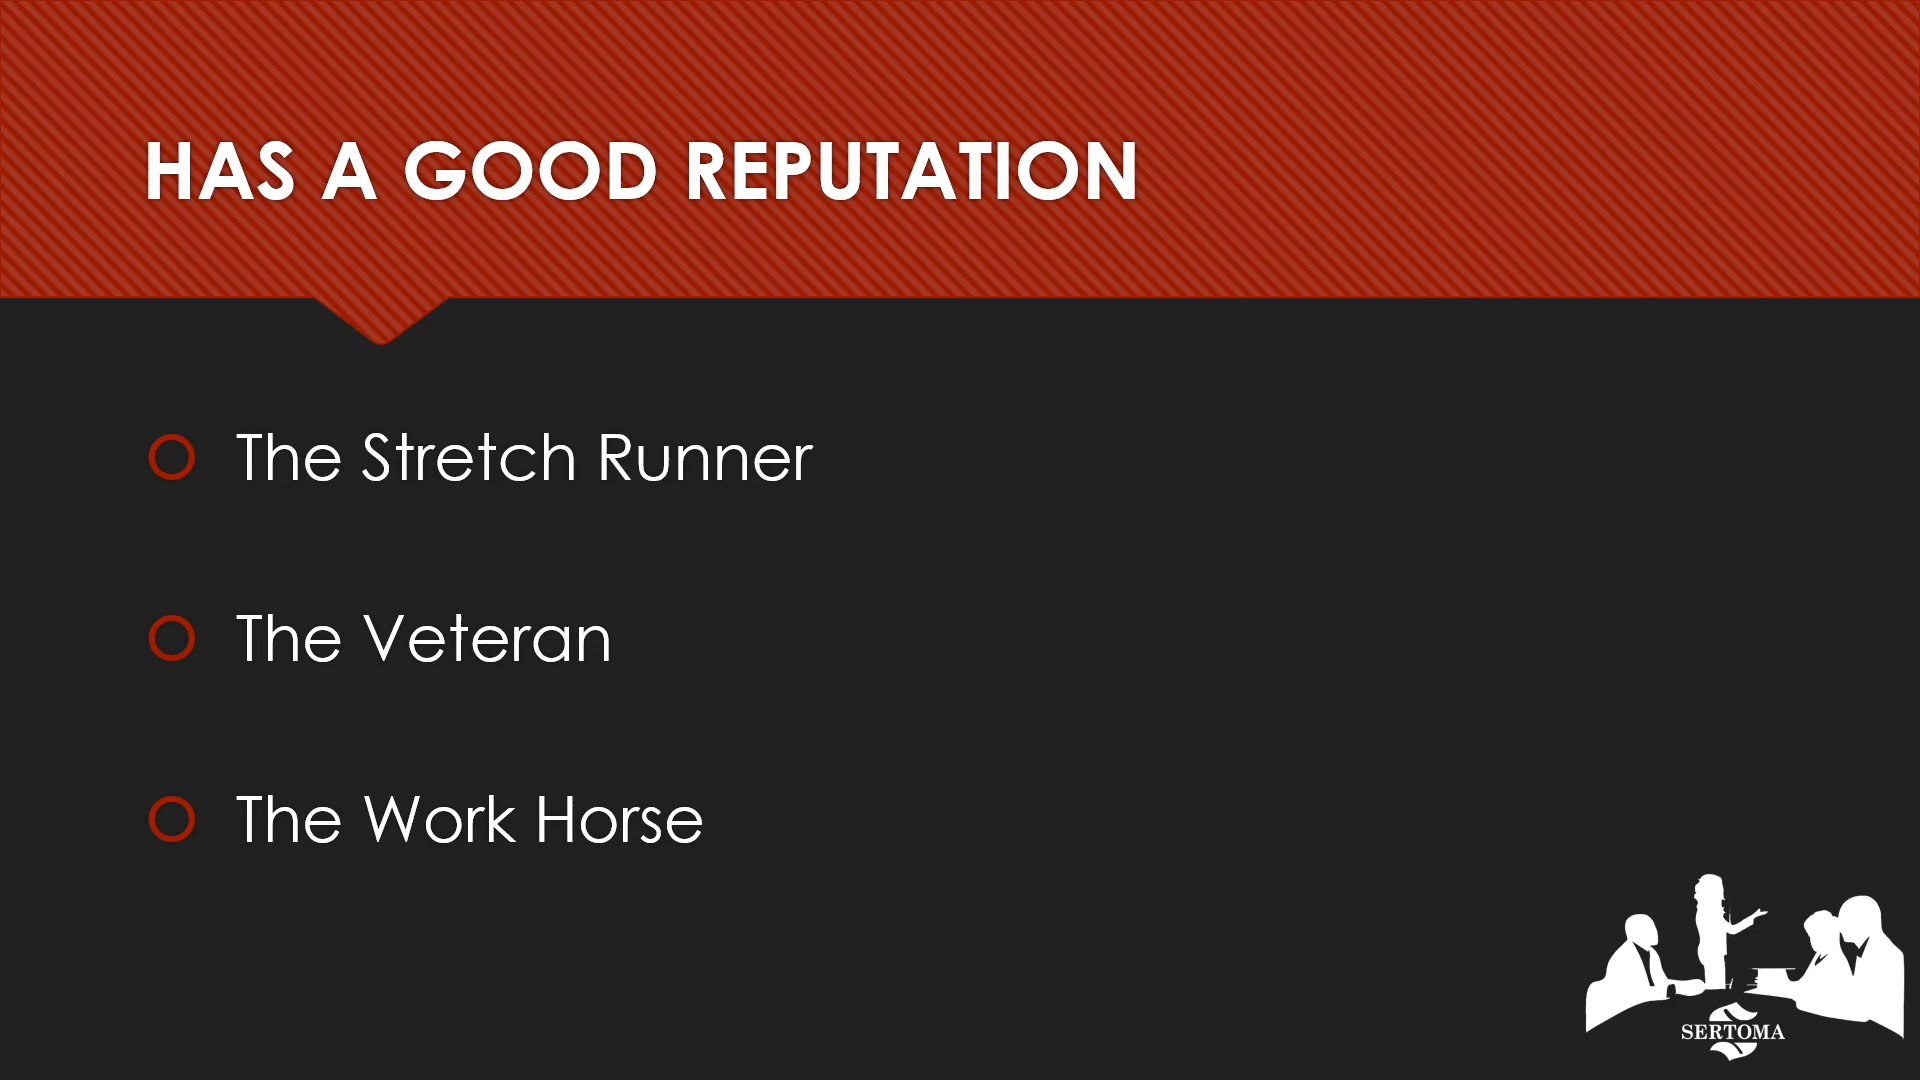 HAS A GOOD REPUTATION
The Stretch Runner
The Veteran
The Work Horse
SERTOMA